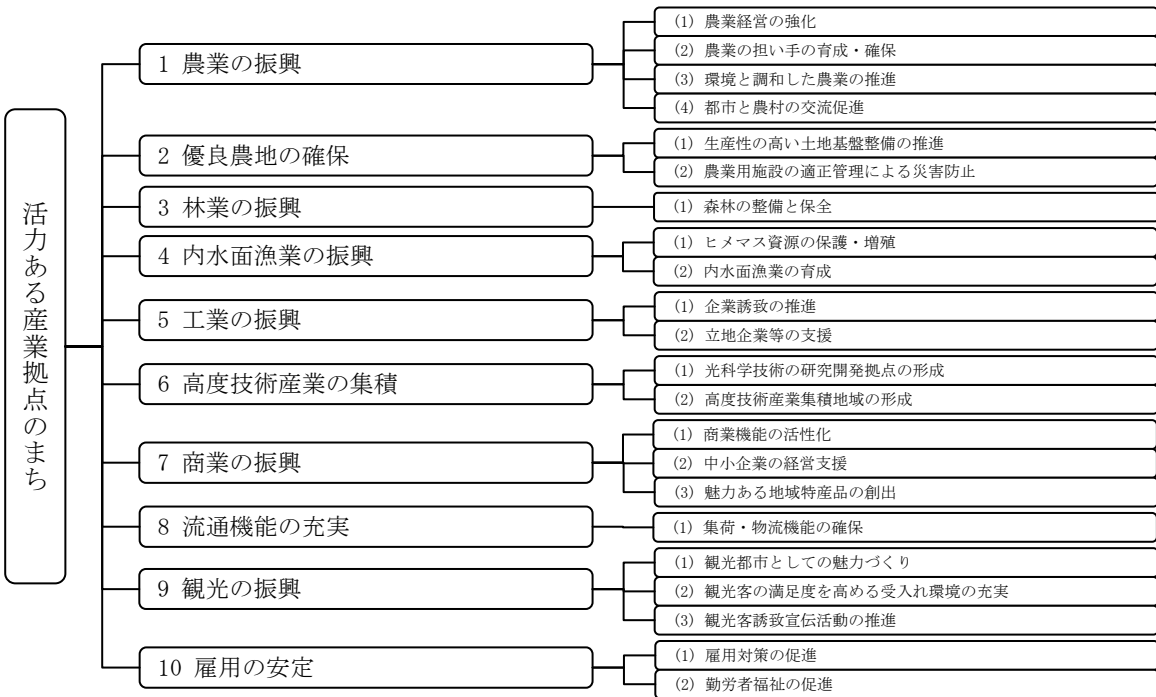 活力ある産業拠点のまち
1 農業の振興
(1) 農業経営の強化
(2) 農業の担い手の育成・確保
(3) 環境と調和した農業の推進
(4) 都市と農村の交流促進
2 優良農地の確保
(1) 生産性の高い土地基盤整備の推進
(2) 農業用施設の適正管理による災害防止
3 林業の振興
(1) 森林の整備と保全
4 内水面漁業の振興
(1) ヒメマス資源の保護・増殖
(2) 内水面漁業の育成
5 工業の振興
(1) 企業誘致の推進
(2) 立地企業等の支援
6 高度技術産業の集積
(1) 光科学技術の研究開発拠点の形成
(2) 高度技術産業集積地域の形成
7 商業の振興
(1) 商業機能の活性化
(2) 中小企業の経営支援
(3) 魅力ある地域特産品の創出
8 流通機能の充実
(1) 集荷・物流機能の確保
9 観光の振興
(1) 観光都市としての魅力づくり
(2) 観光客の満足度を高める受入れ環境の充実
(3) 観光客誘致宣伝活動の推進
10 雇用の安定
(1) 雇用対策の促進
(2) 勤労者福祉の促進